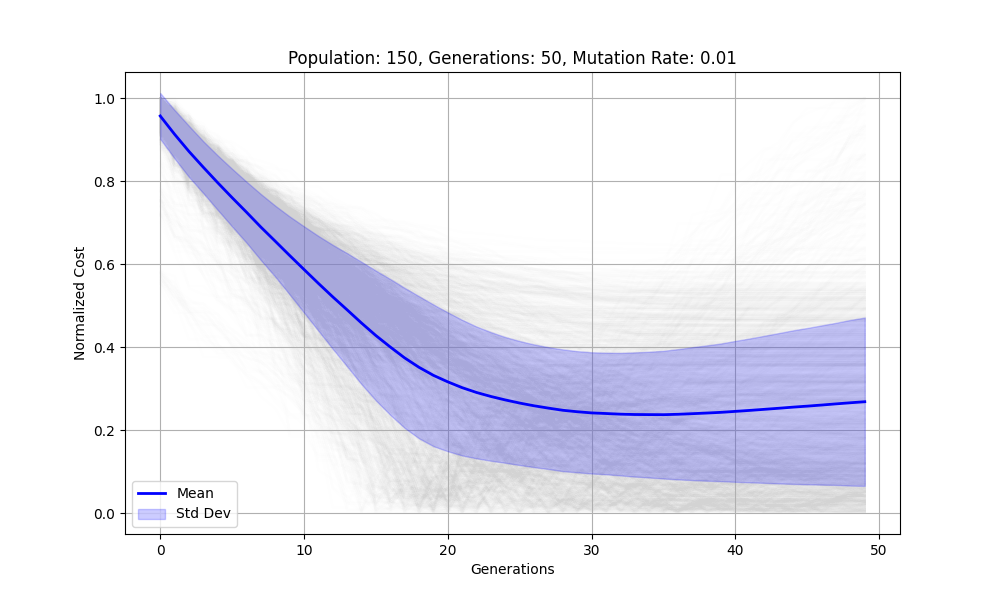 Population: 150, Generations: 50, Mutation Rate: 0.01
1.0
0.8
0.6
0.4
0.2
0.0
Normalized Cost
Mean
Std Dev
0 10 20 30 40 50
Generations